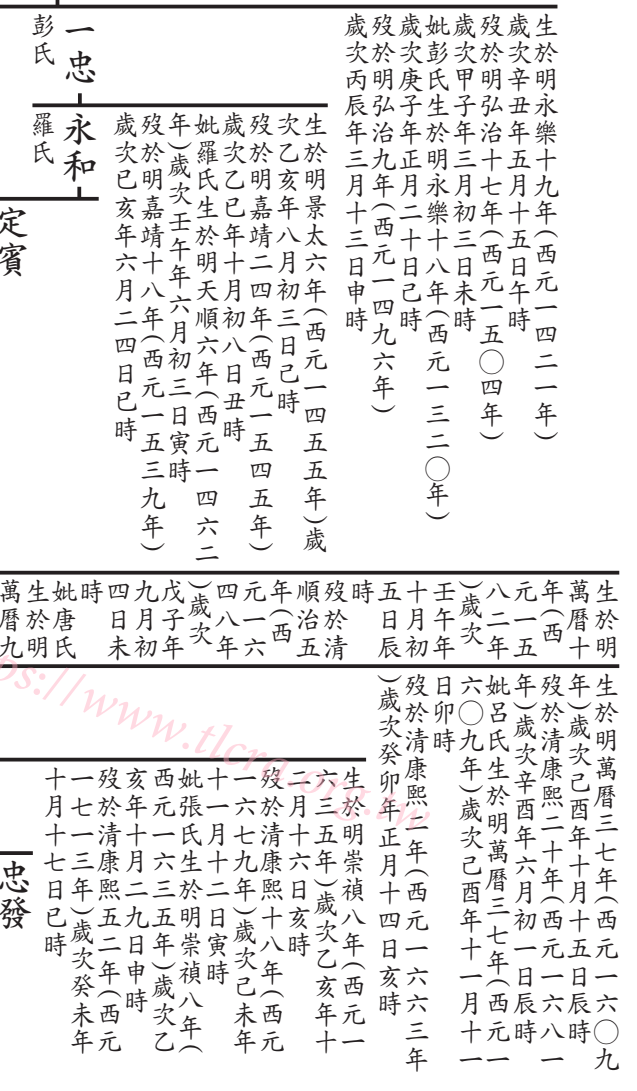 生於明永樂十九年(西元一四二一年)
歲次辛丑年五月十五日午時
歿於明弘治十七年(西元一五〇四年)
歲次甲子年三月初三日未時
妣彭氏生於明永樂十八年(西元一三二〇年)
歲次庚子年正月二十日己時
歿於明弘治九年(西元一四九六年)
歲次丙辰年三月十三日申時
一忠
彭氏
生於明景太六年(西元一四五五年)歲
次乙亥年八月初三日己時
歿於明嘉靖二四年(西元一五四五年)
歲次乙巳年十月初八日丑時
妣羅氏生於明天順六年(西元一四六二
年)歲次壬午年六月初三日寅時
歿於明嘉靖十八年(西元一五三九年)
歲次己亥年六月二四日巳時
永和
羅氏
定賓
生於明
萬曆十
年(西
元一五
八二年
)歲次
壬午年
十月初
五日辰
時
歿於清
順治五
年(西
元一六
四八年
)歲次
戊子年
九月初
四日未
時
妣唐氏
生於明
萬曆九
生於明萬曆三七年(西元一六〇九
年)歲次己酉年十月十五日辰時
歿於清康熙二十年(西元一六八一
年)歲次辛酉年六月初一日辰時
妣呂氏生於明萬曆三七年(西元一
六〇九年)歲次己酉年十一月十一
日卯時
歿於清康熙二年(西元一六六三年
)歲次癸卯年正月十四日亥時
生於明崇禎八年(西元一
六三五年)歲次乙亥年十
二月十六日亥時
歿於清康熙十八年(西元
一六七九年)歲次己未年
十一月十二日寅時
妣張氏生於明崇禎八年(
西元一六三五年)歲次乙
亥年十月二九日申時
歿於清康熙五二年(西元
一七一三年)歲次癸未年
十月十七日巳時
忠發
ps://www.tlcra.org.tw